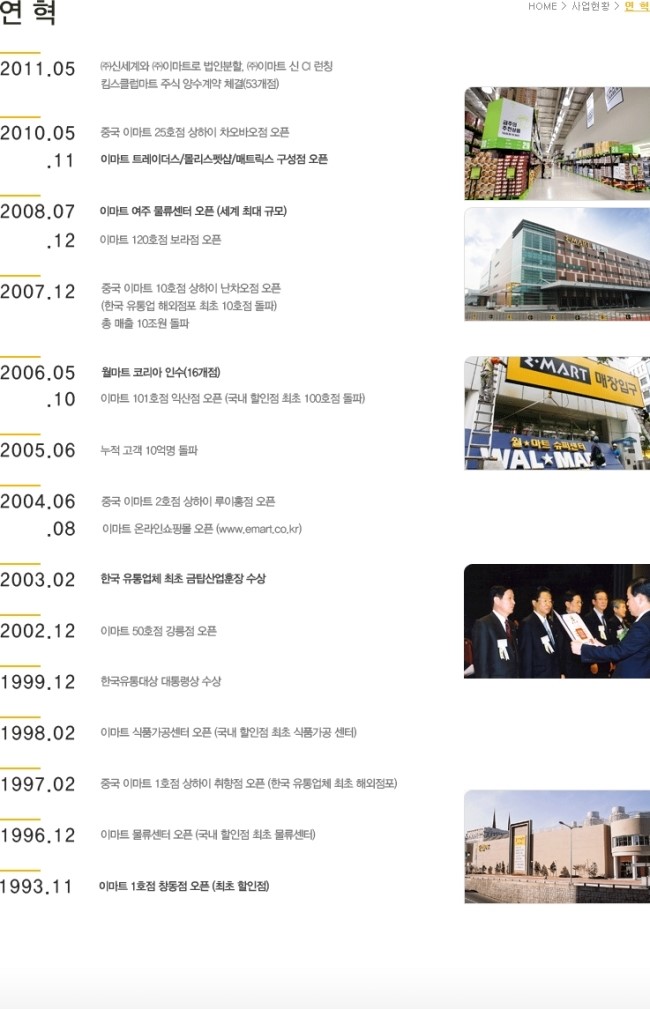 연 혁
HOME > 사업현황 > 연 혁
2011.05
㈜신세계와 ㈜이마트로 법인분할, ㈜이마트 신 CI 런칭
킴스클럽마트 주식 양수계약 체결(53개점)
2010.05
중국 이마트 25호점 상하이 차오바오점 오픈
.11
이마트 트레이더스/몰리스펫샵/매트릭스 구성점 오픈
2008.07
이마트 여주 물류센터 오픈 (세계 최대 규모)
.12
이마트 120호점 보라점 오픈
2007.12
중국 이마트 10호점 상하이 난차오점 오픈
(한국 유통업 해외점포 최초 10호점 돌파)
총 매출 10조원 돌파
2006.05
월마트 코리아 인수(16개점)
.10
이마트 101호점 익산점 오픈 (국내 할인점 최초 100호점 돌파)
E·MART 매장입구
월★마트 슈퍼센터
WAL★MA
2005.06
누적 고객 10억명 돌파
2004.06
중국 이마트 2호점 상하이 루이홍점 오픈
.08
이마트 온라인쇼핑몰 오픈 (www.emart.co.kr)
2003.02
한국 유통업체 최초 금탑산업훈장 수상
2002.12
이마트 50호점 강릉점 오픈
1999.12
한국유통대상 대통령상 수상
1998.02
이마트 식품가공센터 오픈 (국내 할인점 최초 식품가공 센터)
1997.02
중국 이마트 1호점 상하이 취향점 오픈 (한국 유통업체 최초 해외점포)
1996.12
이마트 물류센터 오픈 (국내 할인점 최초 물류센터)
1993.11
이마트 1호점 창동점 오픈 (최초 할인점)